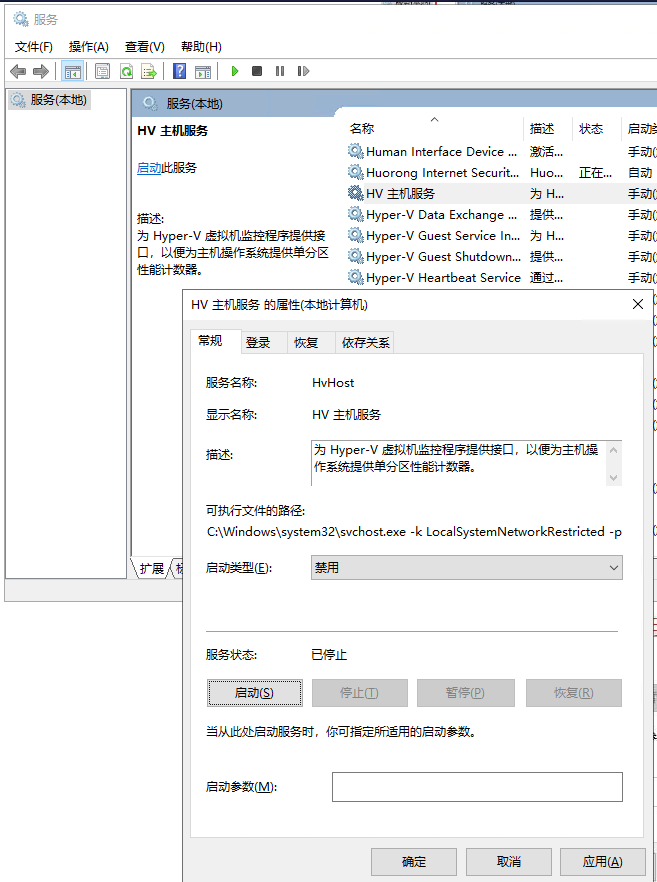 服务
文件(F) 操作(A) 查看(V) 帮助(H)
服务(本地)
服务(本地)
HV 主机服务
启动此服务
描述:
为 Hyper-V 虚拟机监控程序提供接
口，以便为主机操作系统提供单分区
性能计数器。
名称 描述 状态 启动类
Human Interface Device ... 激活... 手动(
Huorong Internet Securit... Huo... 正在... 自动
HV 主机服务 为 H... 手动(
Hyper-V Data Exchange ... 提供... 手动(
Hyper-V Guest Service In... 为 H... 手动(
Hyper-V Guest Shutdown... 提供... 手动(
Hyper-V Heartbeat Service 通过... 手动(
扩展
HV 主机服务 的属性(本地计算机)
常规 登录 恢复 依存关系
服务名称: HvHost
显示名称: HV 主机服务
描述: 为 Hyper-V 虚拟机监控程序提供接口，以便为主机操
作系统提供单分区性能计数器。
可执行文件的路径:
C:\Windows\system32\svchost.exe -k LocalSystemNetworkRestricted -p
启动类型(E): 禁用
服务状态: 已停止
启动(S) 停止(T) 暂停(P) 恢复(R)
当从此处启动服务时，你可指定所适用的启动参数。
启动参数(M):
确定 取消 应用(A)